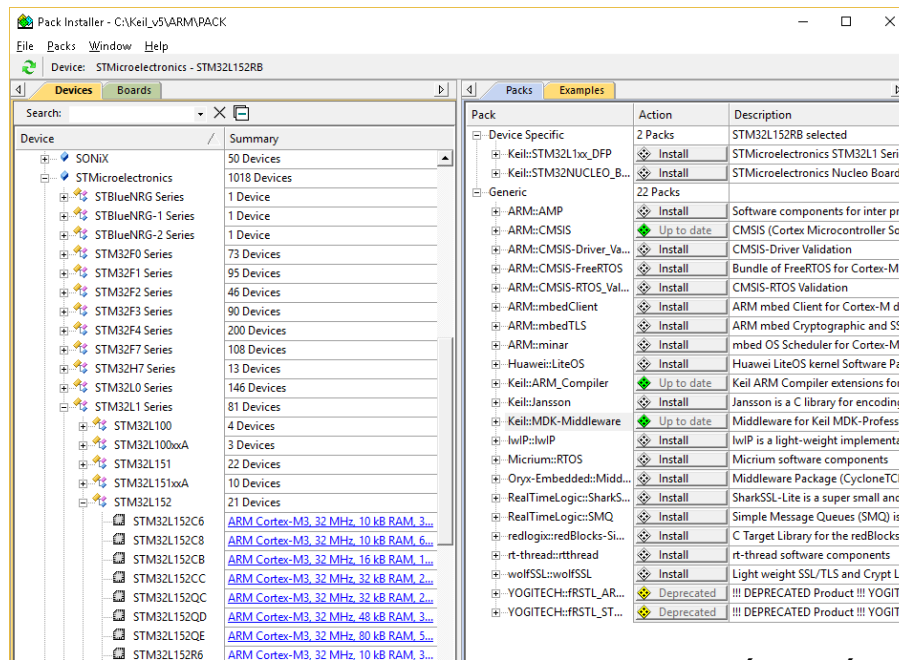 Pack Installer - C:\Keil_v5\ARM\PACK
File Packs Window Help
Device: STMicroelectronics - STM32L152RB
Devices Boards
Search:
Device Summary
SONiX 50 Devices
STMicroelectronics 1018 Devices
STBlueNRG Series 1 Device
STBlueNRG-1 Series 1 Device
STBlueNRG-2 Series 1 Device
STM32F0 Series 73 Devices
STM32F1 Series 95 Devices
STM32F2 Series 46 Devices
STM32F3 Series 90 Devices
STM32F4 Series 200 Devices
STM32F7 Series 108 Devices
STM32H7 Series 13 Devices
STM32L0 Series 146 Devices
STM32L1 Series 81 Devices
STM32L100 4 Devices
STM32L100xxA 3 Devices
STM32L151 22 Devices
STM32L151xxA 10 Devices
STM32L152 21 Devices
STM32L152C6 ARM Cortex-M3, 32 MHz, 10 kB RAM, 3...
STM32L152C8 ARM Cortex-M3, 32 MHz, 10 kB RAM, 6...
STM32L152CB ARM Cortex-M3, 32 MHz, 16 kB RAM, 1...
STM32L152CC ARM Cortex-M3, 32 MHz, 32 kB RAM, 2...
STM32L152QC ARM Cortex-M3, 32 MHz, 32 kB RAM, 2...
STM32L152QD ARM Cortex-M3, 32 MHz, 48 kB RAM, 3...
STM32L152QE ARM Cortex-M3, 32 MHz, 80 kB RAM, 5...
STM32L152R6 ARM Cortex-M3, 32 MHz, 10 kB RAM, 3...
Packs Examples
Pack Action Description
Device Specific 2 Packs STM32L152RB selected
Keil::STM32L1xx_DFP Install STMicroelectronics STM32L1 Seri
Keil::STM32NUCLEO_B... Install STMicroelectronics Nucleo Board
Generic 22 Packs
ARM::AMP Install Software components for inter pr
ARM::CMSIS Up to date CMSIS (Cortex Microcontroller So
ARM::CMSIS-Driver_Va... Install CMSIS-Driver Validation
ARM::CMSIS-FreeRTOS Install Bundle of FreeRTOS for Cortex-M
ARM::CMSIS-RTOS_Val... Install CMSIS-RTOS Validation
ARM::mbedClient Install ARM mbed Client for Cortex-M d
ARM::mbedTLS Install ARM mbed Cryptographic and SS
ARM::minar Install mbed OS Scheduler for Cortex-M
Huawei::LiteOS Install Huawei LiteOS kernel Software Pa
Keil::ARM_Compiler Up to date Keil ARM Compiler extensions for
Keil::Jansson Install Jansson is a C library for encoding
Keil::MDK-Middleware Up to date Middleware for Keil MDK-Profess
lwIP::lwIP Install lwIP is a light-weight implementa
Micrium::RTOS Install Micrium software components
Oryx-Embedded::Midd... Install Middleware Package (CycloneTCI
RealTimeLogic::SharkS... Install SharkSSL-Lite is a super small and
RealTimeLogic::SMQ Install Simple Message Queues (SMQ) is
redlogix::redBlocks-Si... Install C Target Library for the redBlocks
rt-thread::rtthread Install rt-thread software components
wolfSSL::wolfSSL Install Light weight SSL/TLS and Crypt L
YOGITECH::fRSTL_AR... Deprecated !!! DEPRECATED Product !!! YOGIT
YOGITECH::fRSTL_ST... Deprecated !!! DEPRECATED Product !!! YOGIT